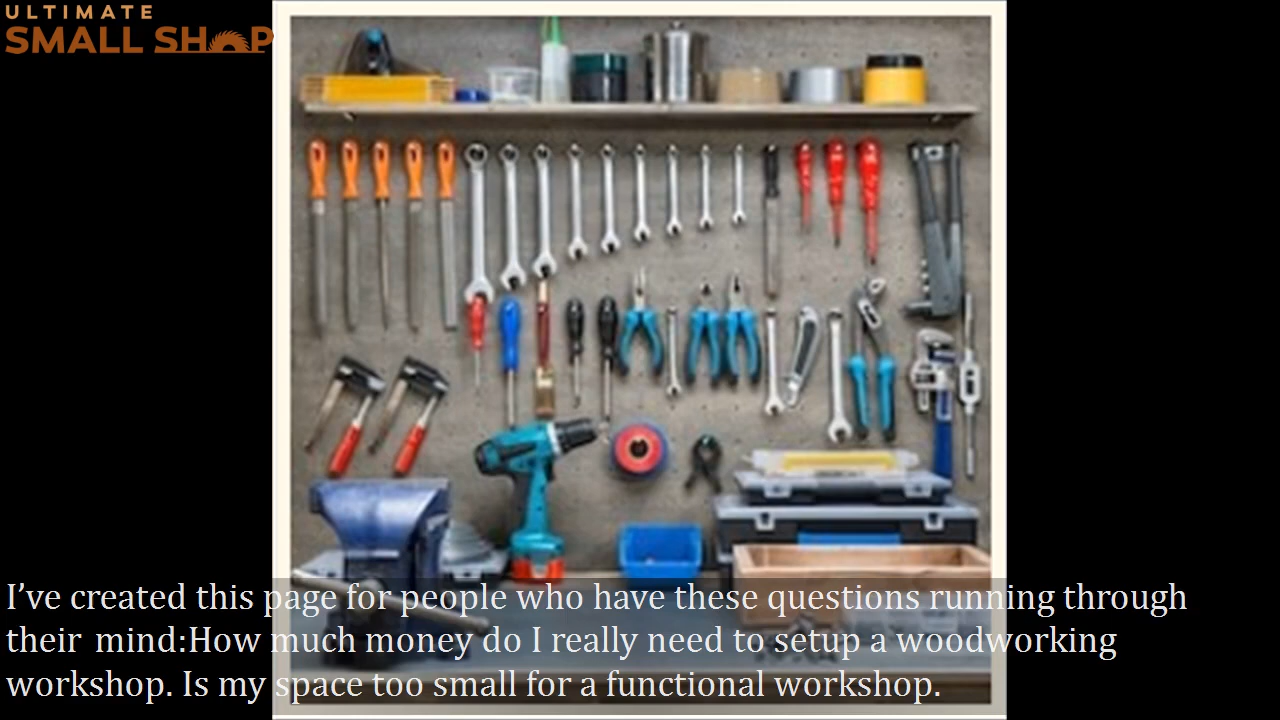 ULTIMATE
SMALL SHOP
I’ve created this page for people who have these questions running through
their mind:How much money do I really need to setup a woodworking
workshop. Is my space too small for a functional workshop.